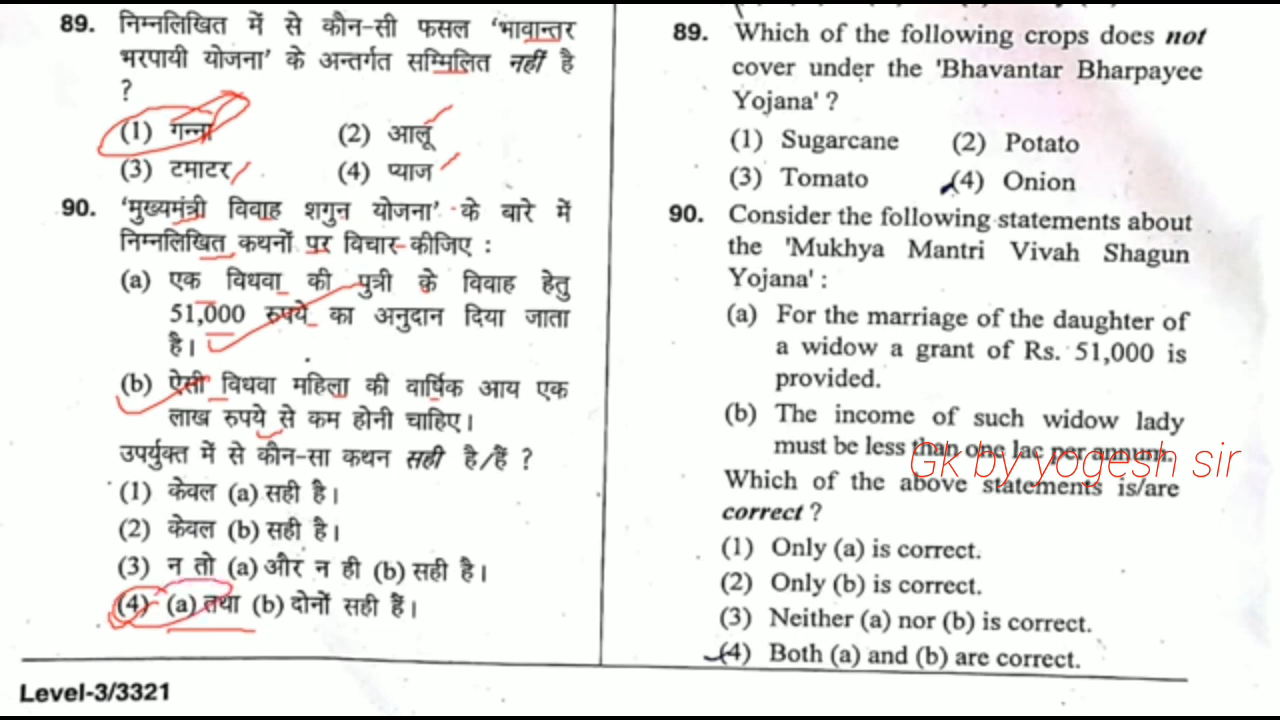 89. निम्नलिखित में से कौन-सी फसल ‘भावान्तर
भरपायी योजना’ के अन्तर्गत सम्मिलित नहीं है
?
(1) गन्ना (2) आलू
(3) टमाटर (4) प्याज
90. ‘मुख्यमंत्री विवाह शगुन योजना’ के बारे में
निम्नलिखित कथनों पर विचार कीजिए :
(a) एक विधवा की पुत्री के विवाह हेतु
51,000 रुपये का अनुदान दिया जाता
है।
(b) ऐसी विधवा महिला की वार्षिक आय एक
लाख रुपये से कम होनी चाहिए।
उपर्युक्त में से कौन-सा कथन सही है/हैं ?
(1) केवल (a) सही है।
(2) केवल (b) सही है।
(3) न तो (a) और न ही (b) सही है।
(4) (a) तथा (b) दोनों सही हैं।
Level-3/3321
89. Which of the following crops does not
cover under the 'Bhavantar Bharpayee
Yojana' ?
(1) Sugarcane (2) Potato
(3) Tomato (4) Onion
90. Consider the following statements about
the 'Mukhya Mantri Vivah Shagun
Yojana' :
(a) For the marriage of the daughter of
a widow a grant of Rs. 51,000 is
provided.
(b) The income of such widow lady
must be less than one lac per annum.
Gk by yogesh sir
Which of the above statements is/are
correct ?
(1) Only (a) is correct.
(2) Only (b) is correct.
(3) Neither (a) nor (b) is correct.
(4) Both (a) and (b) are correct.